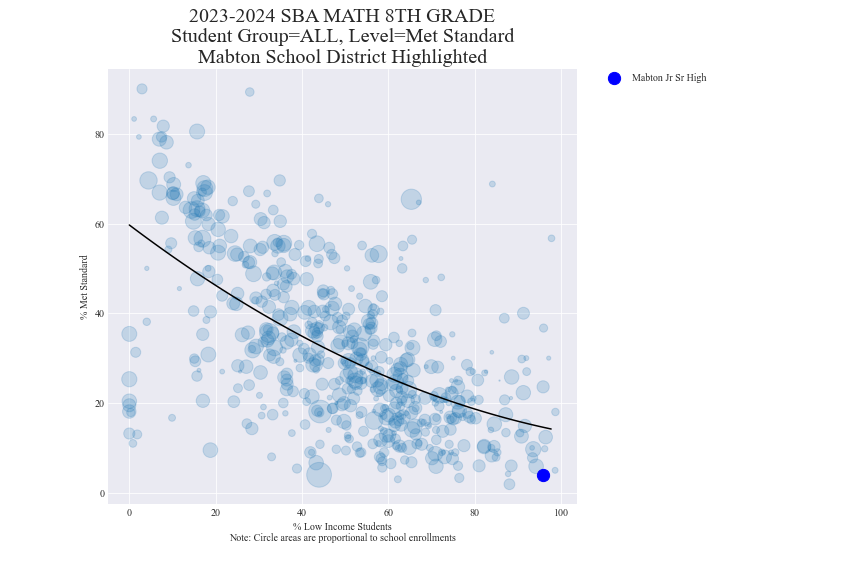 2023-2024 SBA MATH 8TH GRADE
Student Group=ALL, Level=Met Standard
Mabton School District Highlighted
Mabton Jr Sr High
% Met Standard
80
60
40
20
0
0 20 40 60 80 100
% Low Income Students
Note: Circle areas are proportional to school enrollments